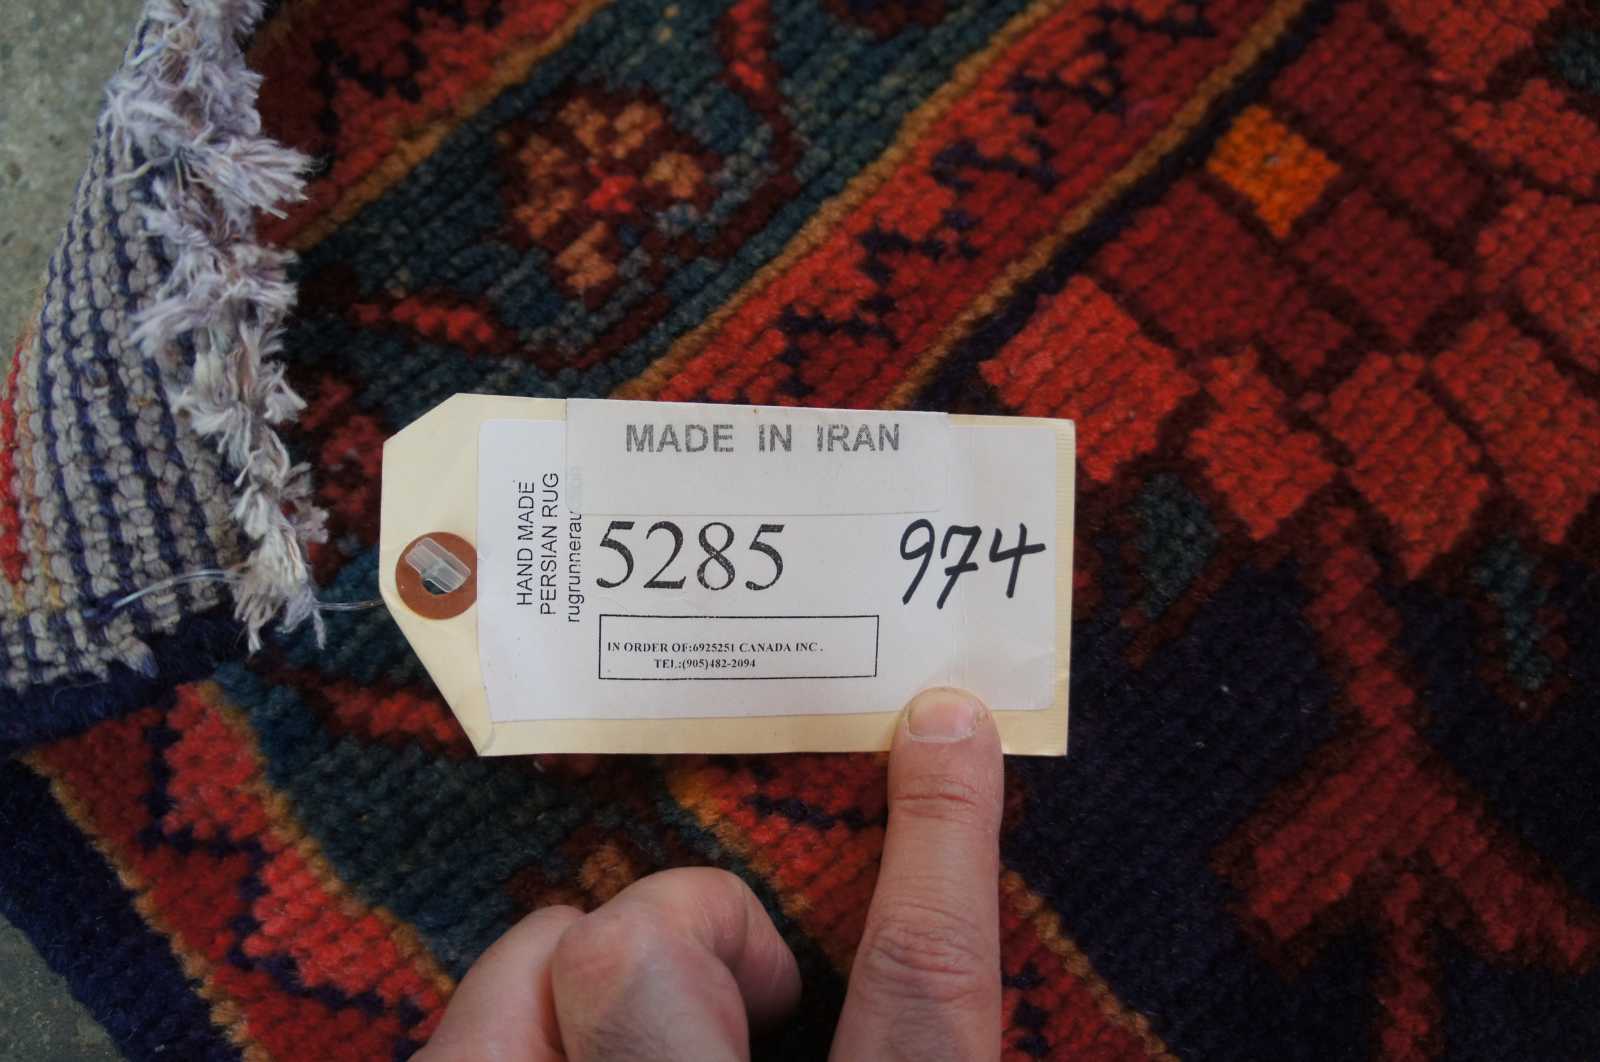 MADE IN IRAN
HAND MADE
PERSIAN RUG
5285
974
IN ORDER OF:6925251 CANADA INC .
TEL:(905)482-2094